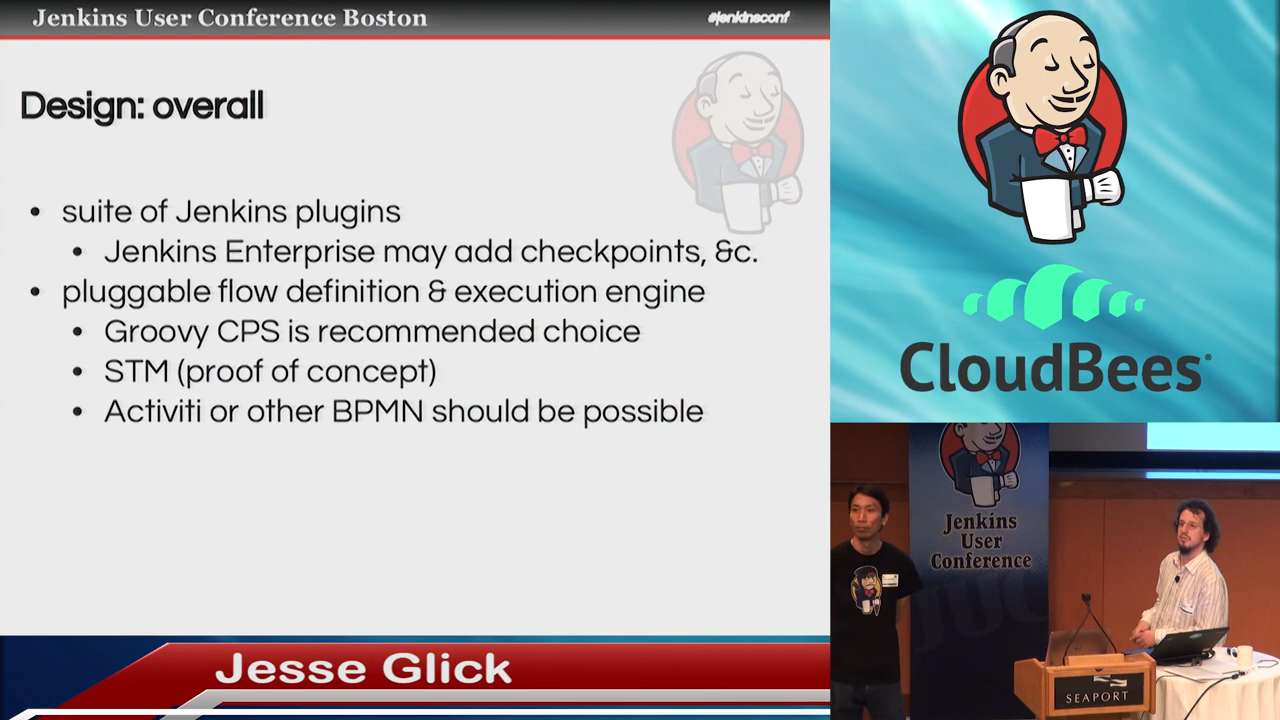 Jenkins User Conference Boston
#jenkinsconf
Design: overall
• suite of Jenkins plugins
• Jenkins Enterprise may add checkpoints, &c.
• pluggable flow definition & execution engine
• Groovy CPS is recommended choice
• STM (proof of concept)
• Activiti or other BPMN should be possible
CloudBees
Jenkins
User
Conference
SEAPORT
Jesse Glick